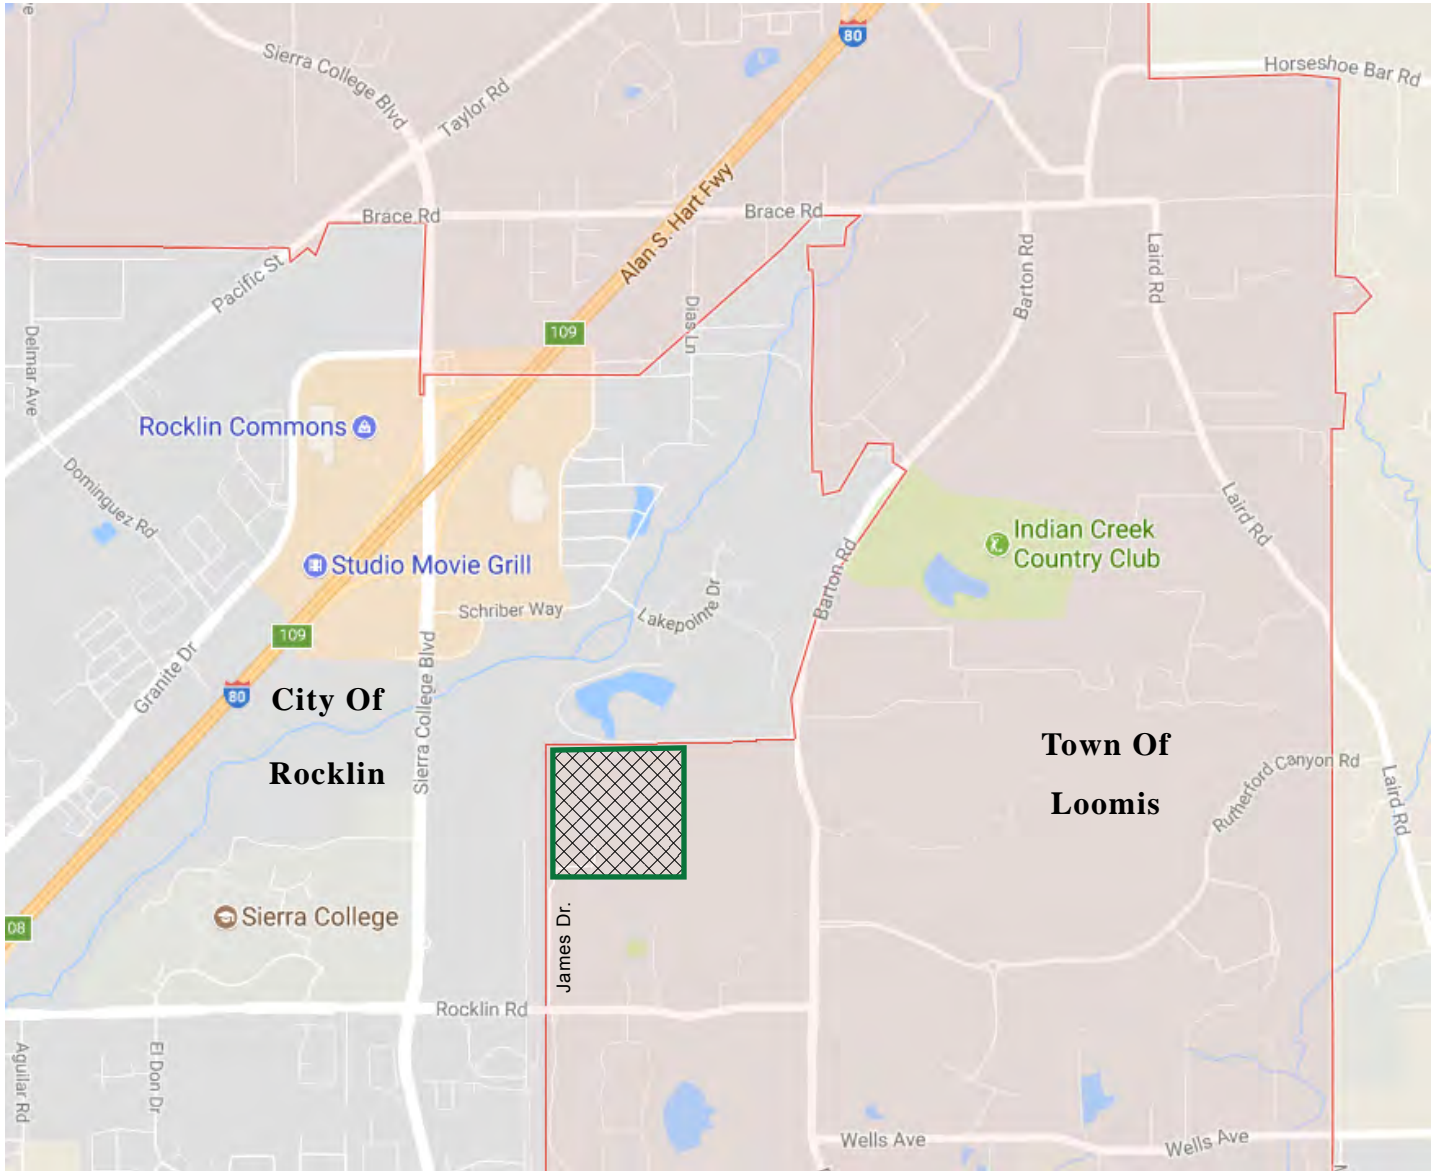 80
Horseshoe Bar Rd
Sierra College Blvd
Taylor Rd
Alan S. Hart Fwy
Brace Rd
Brace Rd
Pacific St
Barton Rd
Laird Rd
Dias Ln
109
Delmar Ave
Rocklin Commons
Dominguez Rd
Laird Rd
Indian Creek
Country Club
Studio Movie Grill
Barton Rd
Schriber Way
Lakepointe Dr
109
Granite Dr
Sierra College Blvd
80
City Of
Rocklin
Town Of
Loomis
Rutherford Canyon Rd
Laird Rd
Sierra College
08
James Dr.
Rocklin Rd
Aguilar Rd
El Don Dr
Wells Ave
Wells Ave